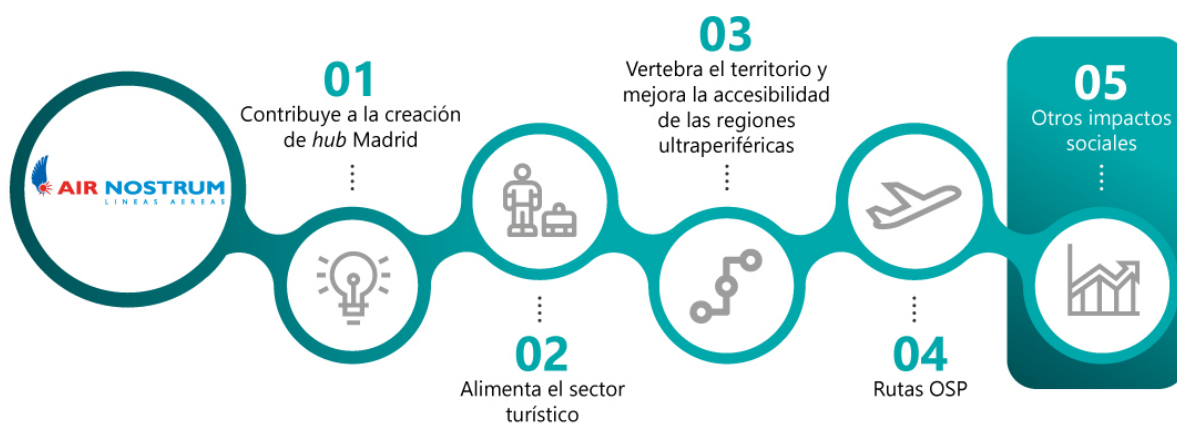 AIR NOSTRUM
LINEAS AEREAS
01
Contribuye a la creación
de hub Madrid
02
Alimenta el sector
turístico
03
Vertebra el territorio y
mejora la accesibilidad
de las regiones
ultraperiféricas
04
Rutas OSP
05
Otros impactos
sociales